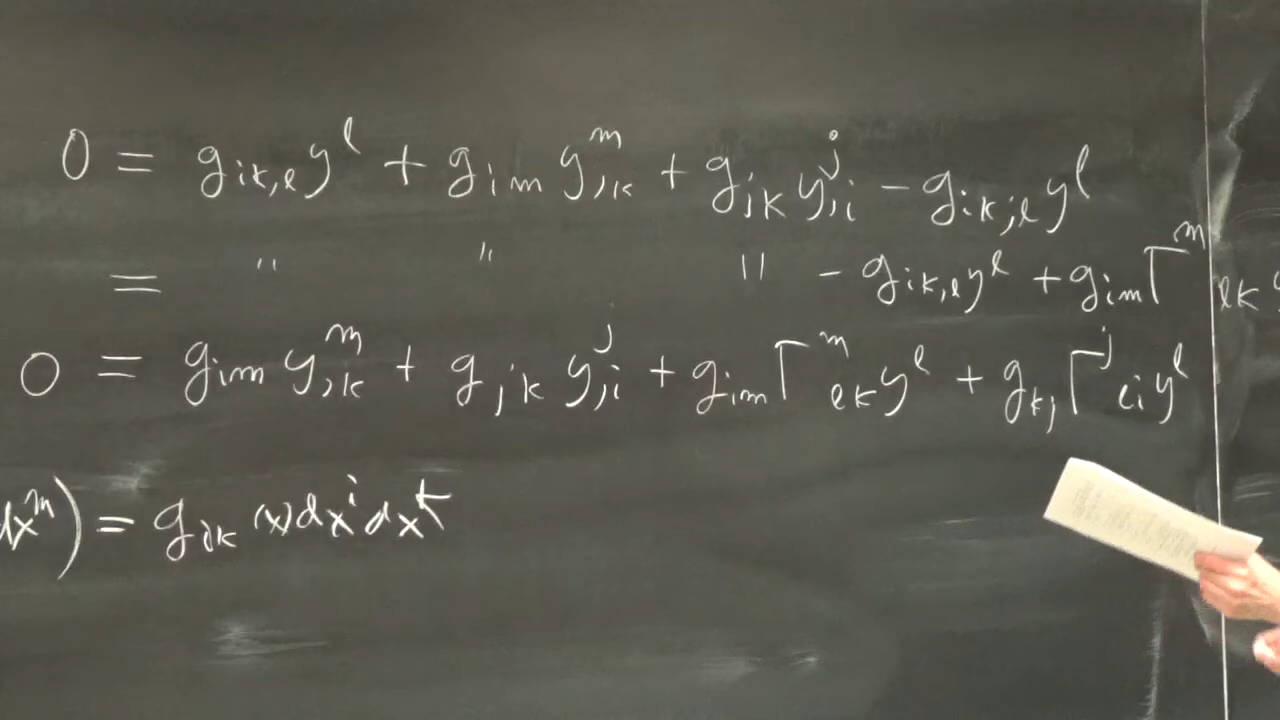 0 = g_{ik,l} y^l + g_{im} y^m_{,k} + g_{jk} y^j_{,i} - g_{ik;l} y^l
= " " " - g_{ik,l} y^l + g_{im} Γ^m_{lk} y
0 = g_{im} y^m_{,k} + g_{jk} y^j_{,i} + g_{im} Γ^m_{lk} y^l + g_{kj} Γ^j_{li} y^l
dx^m) = g_{ik} (x) dx^i dx^k